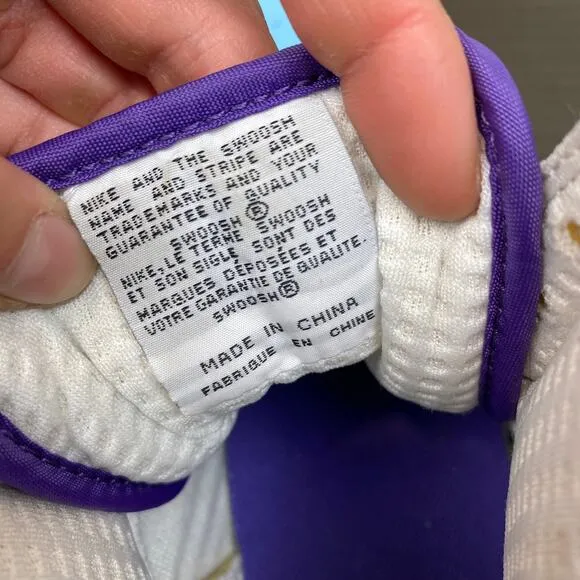 NIKE AND THE SWOOSH
NAME AND STRIPE ARE
TRADEMARKS AND YOUR
GUARANTEE OF QUALITY
SWOOSH®
NIKE, LE TERME SWOOSH
ET SON SIGLE SONT DES
MARQUES DEPOSEES ET
VOTRE GARANTIE DE QUALITE.
SWOOSH®
MADE IN CHINA
FABRIQUE EN CHINE